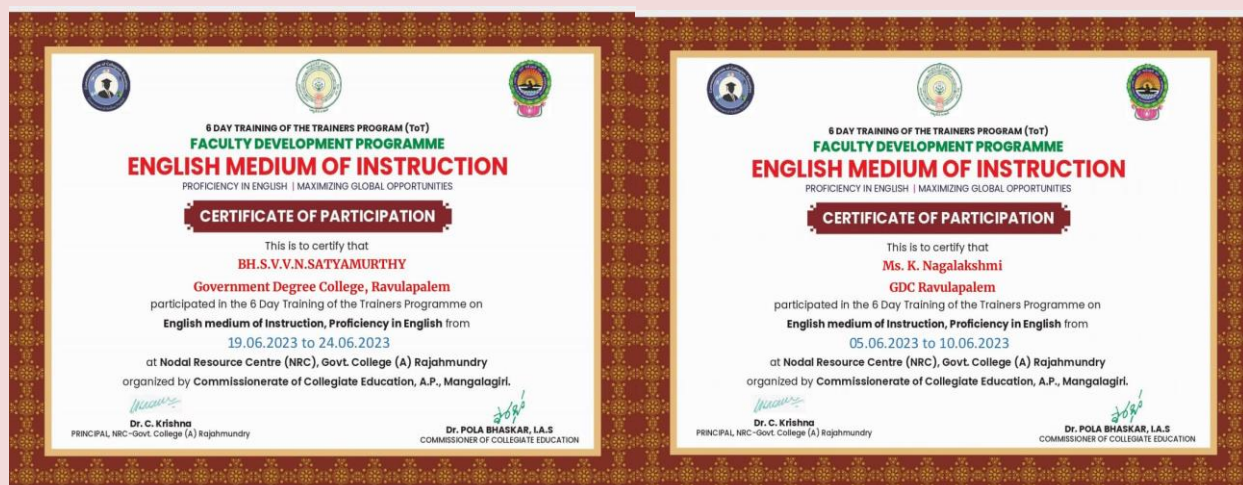 6 DAY TRAINING OF THE TRAINERS PROGRAM (ToT)
FACULTY DEVELOPMENT PROGRAMME
ENGLISH MEDIUM OF INSTRUCTION
PROFICIENCY IN ENGLISH | MAXIMIZING GLOBAL OPPORTUNITIES
CERTIFICATE OF PARTICIPATION
This is to certify that
BH.S.V.V.N.SATYAMURTHY
Government Degree College, Ravulapalem
participated in the 6 Day Training of the Trainers Programme on
English medium of Instruction, Proficiency in English from
19.06.2023 to 24.06.2023
at Nodal Resource Centre (NRC), Govt. College (A) Rajahmundry
organized by Commissionerate of Collegiate Education, A.P., Mangalagiri.
Dr. C. Krishna
PRINCIPAL, NRC-Govt. College (A) Rajahmundry
Dr. POLA BHASKAR, I.A.S
COMMISSIONER OF COLLEGIATE EDUCATION
6 DAY TRAINING OF THE TRAINERS PROGRAM (ToT)
FACULTY DEVELOPMENT PROGRAMME
ENGLISH MEDIUM OF INSTRUCTION
PROFICIENCY IN ENGLISH | MAXIMIZING GLOBAL OPPORTUNITIES
CERTIFICATE OF PARTICIPATION
This is to certify that
Ms. K. Nagalakshmi
GDC Ravulapalem
participated in the 6 Day Training of the Trainers Programme on
English medium of Instruction, Proficiency in English from
05.06.2023 to 10.06.2023
at Nodal Resource Centre (NRC), Govt. College (A) Rajahmundry
organized by Commissionerate of Collegiate Education, A.P., Mangalagiri.
Dr. C. Krishna
PRINCIPAL, NRC-Govt. College (A) Rajahmundry
Dr. POLA BHASKAR, I.A.S
COMMISSIONER OF COLLEGIATE EDUCATION